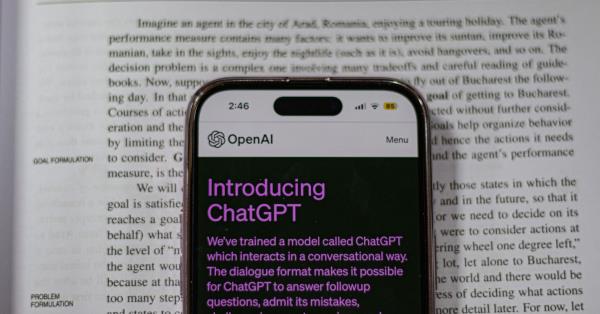 Imagine an agent in the city of Arad, Romania, enjoying a touring holiday. The agent's
performance measure contains many factors: it wants to improve its suntan, improve its Ro-
manian, take in the sights, enjoy the nightlife (such as it is), avoid hangovers, and so on. The
decision problem is a complex one involving many tradeoffs and careful reading of guide-
books. Now, suppo
fly out of Bucharest the follow-
ing day. In that
goal of getting to Bucharest.
Courses of acti
cted without further consid-
eration and the
oals help organize behavior
by limiting the
d hence the actions it needs
GOAL FORMULATION
to consider. G
nd the agent's performance
measure, is the
We will
tly those states in which the
goal is satisfie
and in the future, so that it
reaches a goal
or we need to decide on its
behalf) what s
were to consider actions at
the level of "m
ering wheel one degree left,"
the agent wou
lot, let alone to Bucharest,
because at tha
he world and there would be
PROBLEM
FORMULATION
too many step
ess of deciding what actions
and states to c
more detail later. For now, let
2:46
85
OpenAI
Menu
Introducing
ChatGPT
We've trained a model called ChatGPT
which interacts in a conversational way.
The dialogue format makes it possible
for ChatGPT to answer followup
questions, admit its mistakes,